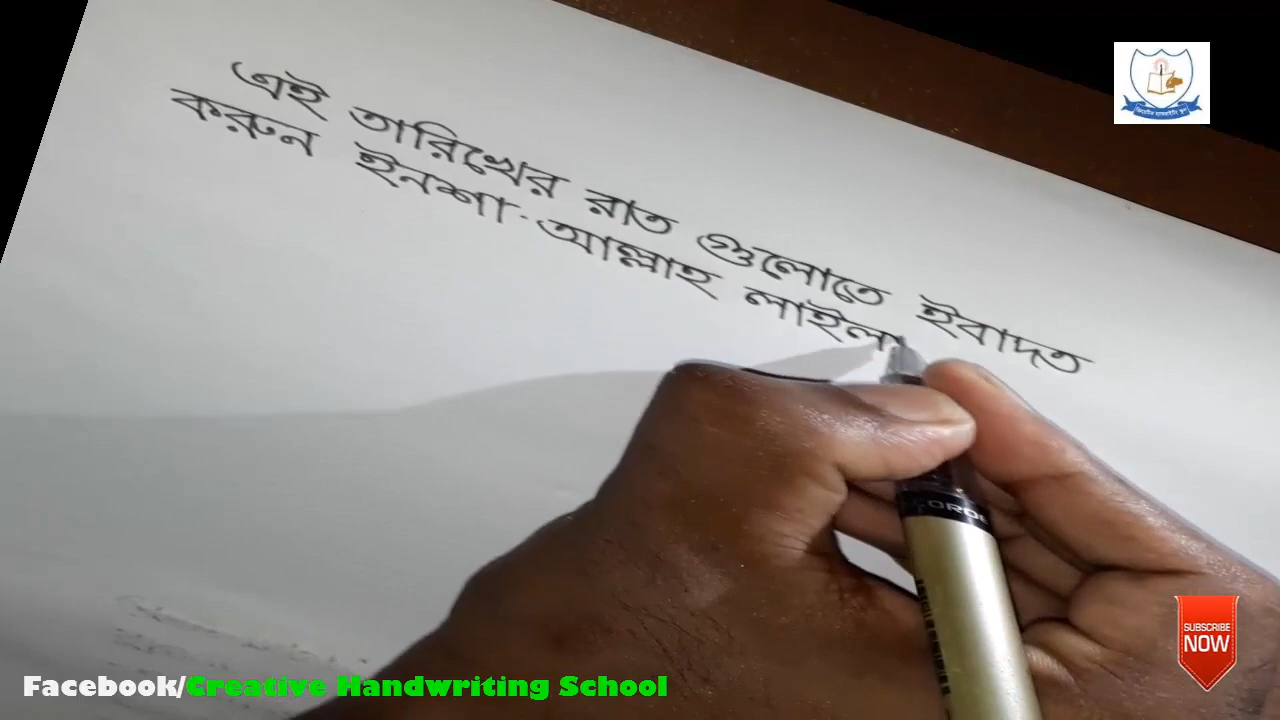 এই তারিখের রাত গুলোতে ইবাদত
করুন ইনশা-আল্লাহ লাইলা
SUBSCRIBE
NOW
Facebook/Creative Handwriting School